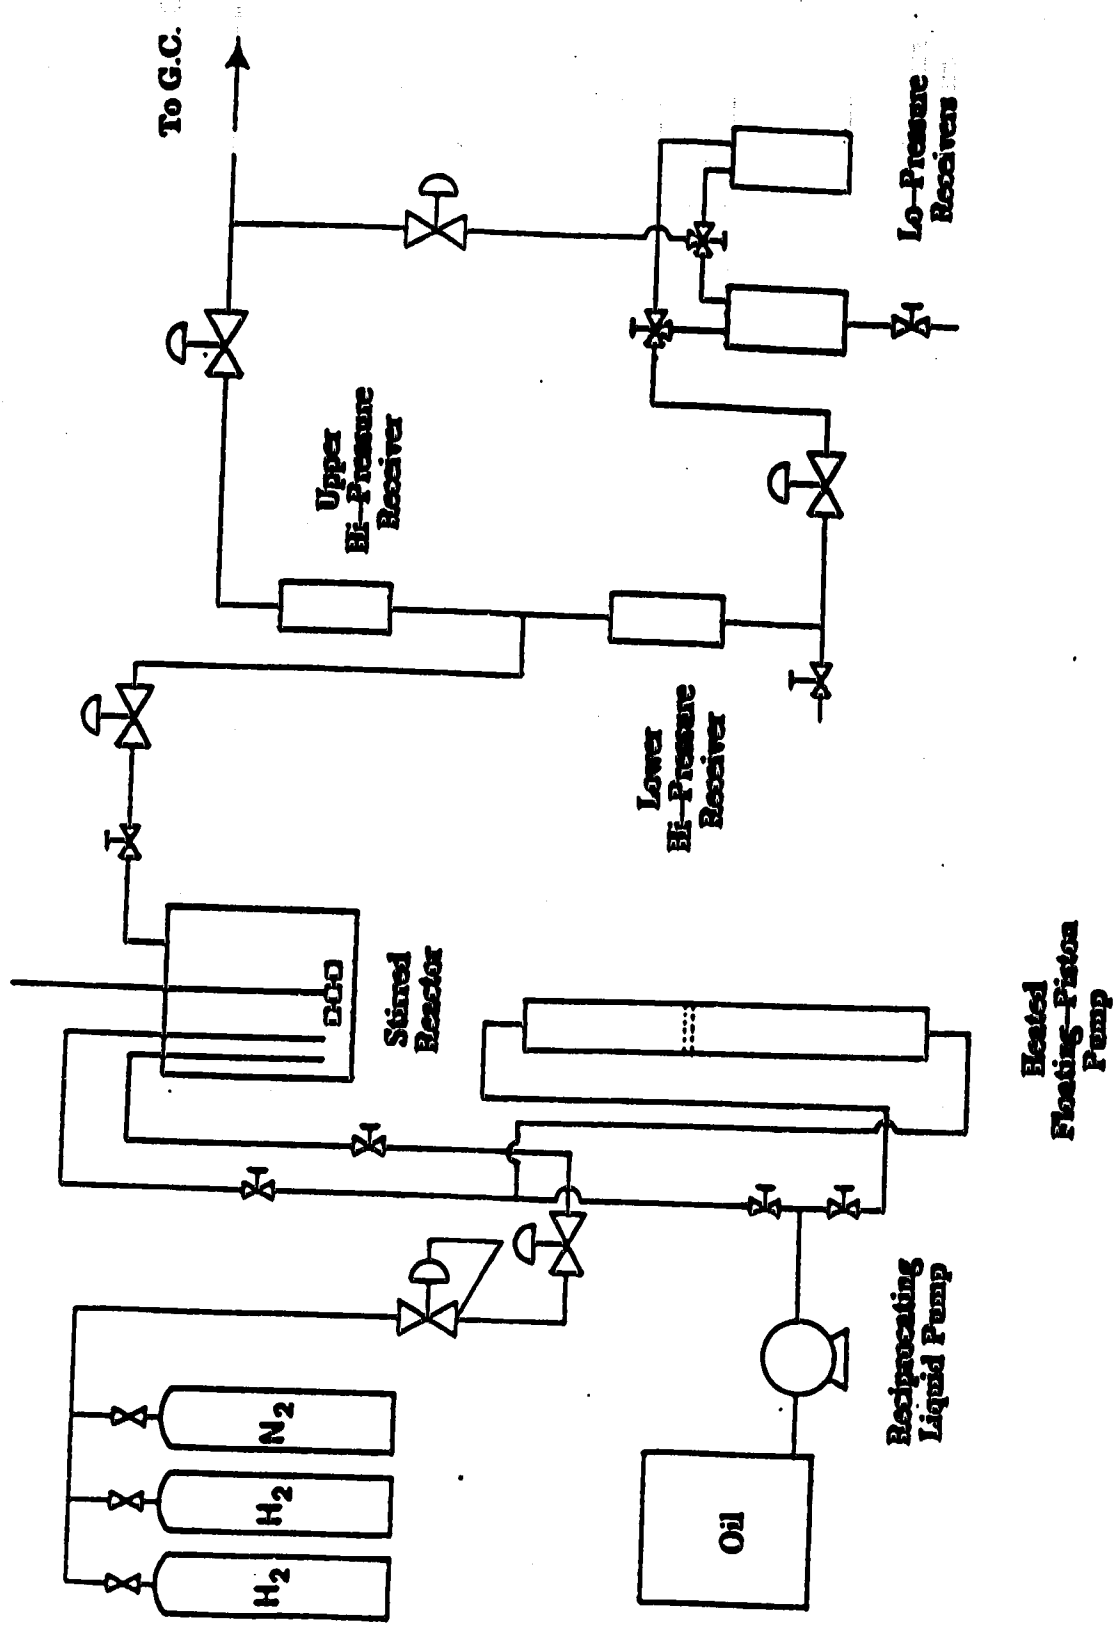 To G.C.
Upper
Hi-Pressure
Receiver
Lo-Pressure
Receivers
Lower
Hi-Pressure
Receiver
Stirred
Reactor
Heated
Floating-Piston
Pump
H2
H2
N2
Oil
Reciprocating
Liquid Pump